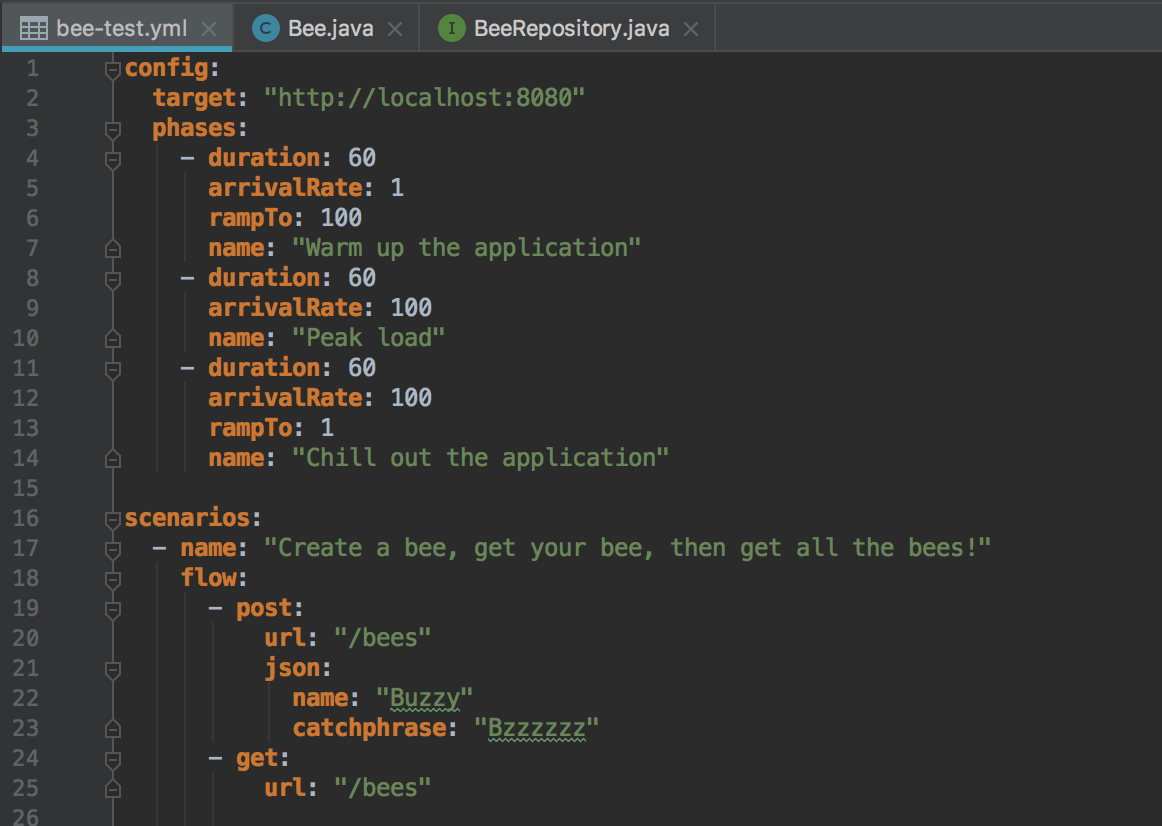 bee-test.yml Bee.java BeeRepository.java
1 config:
2   target: "http://localhost:8080"
3   phases:
4     - duration: 60
5       arrivalRate: 1
6       rampTo: 100
7       name: "Warm up the application"
8     - duration: 60
9       arrivalRate: 100
10       name: "Peak load"
11     - duration: 60
12       arrivalRate: 100
13       rampTo: 1
14       name: "Chill out the application"
15
16 scenarios:
17   - name: "Create a bee, get your bee, then get all the bees!"
18     flow:
19       - post:
20           url: "/bees"
21           json:
22             name: "Buzzy"
23             catchphrase: "Bzzzzzz"
24       - get:
25           url: "/bees"
26